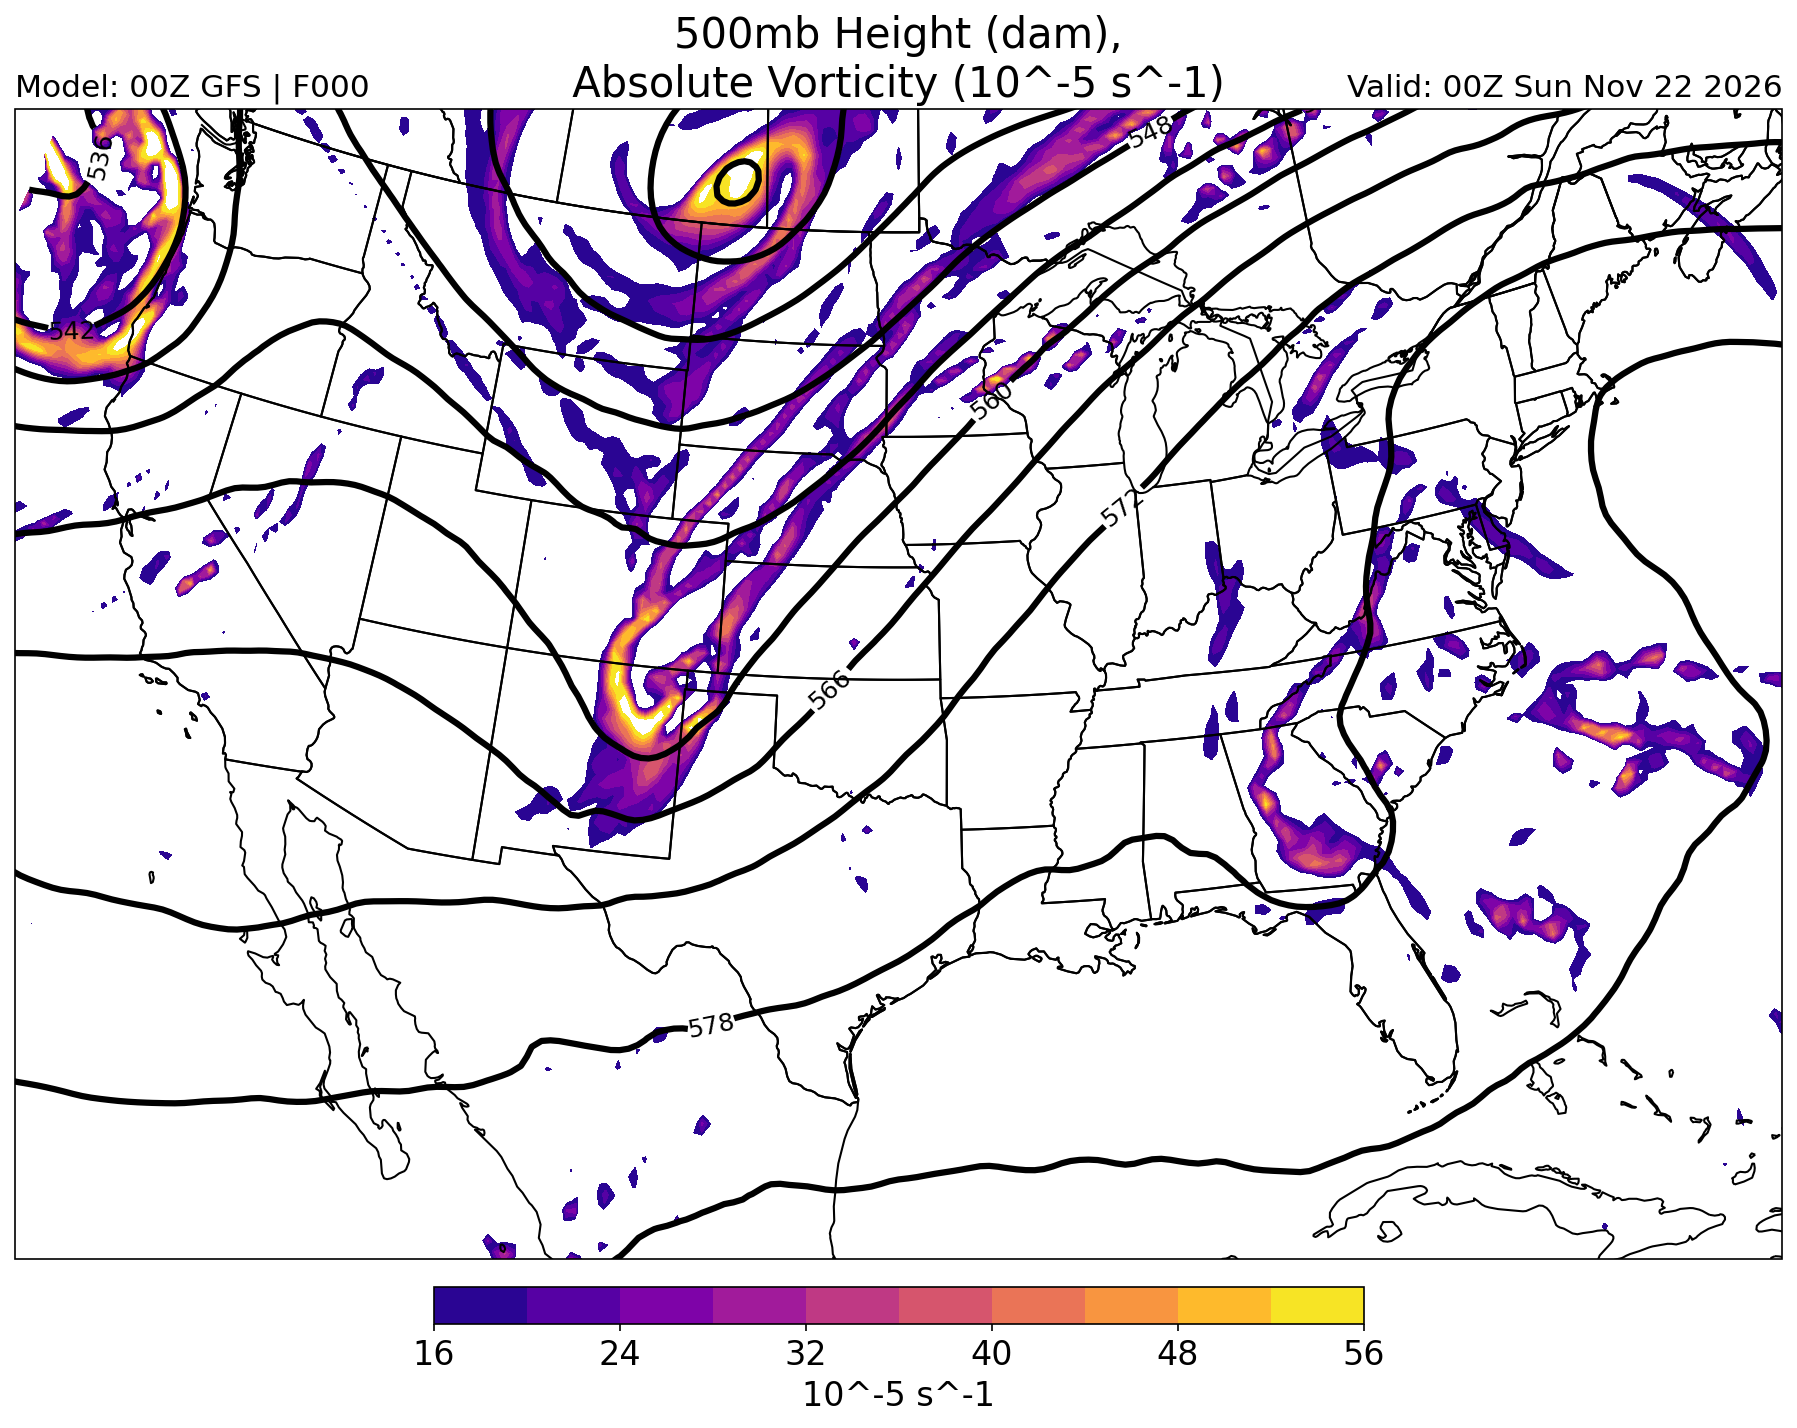 500mb Height (dam),
Model: 00Z GFS | F000
Absolute Vorticity (10^-5 s^-1)
Valid: 00Z Sun Nov 22 2026
548
536
542
560
572
566
578
16 24 32 40 48 56
10^-5 s^-1